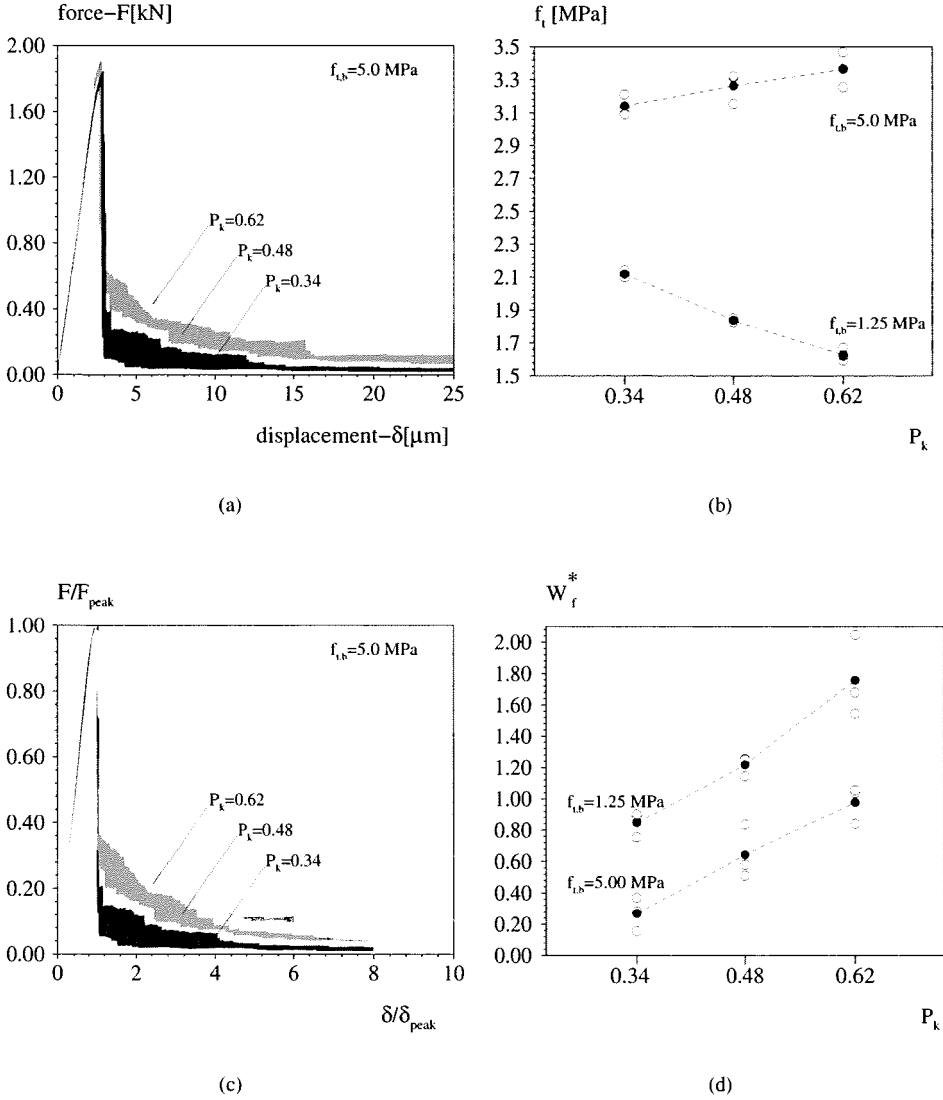 force−F[kN]
2.00
1.60
1.20
0.80
0.40
0.00
f_t,b=5.0 MPa
P_k=0.62
P_k=0.48
P_k=0.34
0 5 10 15 20 25
displacement−δ[μm]
(a)
f_t [MPa]
3.5
3.3
3.1
2.9
2.7
2.5
2.3
2.1
1.9
1.7
1.5
f_t,b=5.0 MPa
f_t,b=1.25 MPa
0.34 0.48 0.62
P_k
(b)
F/F_peak
1.00
0.80
0.60
0.40
0.20
0.00
f_t,b=5.0 MPa
P_k=0.62
P_k=0.48
P_k=0.34
0 2 4 6 8 10
δ/δ_peak
(c)
W_f^*
2.00
1.80
1.60
1.40
1.20
1.00
0.80
0.60
0.40
0.20
0.00
f_t,b=1.25 MPa
f_t,b=5.00 MPa
0.34 0.48 0.62
P_k
(d)